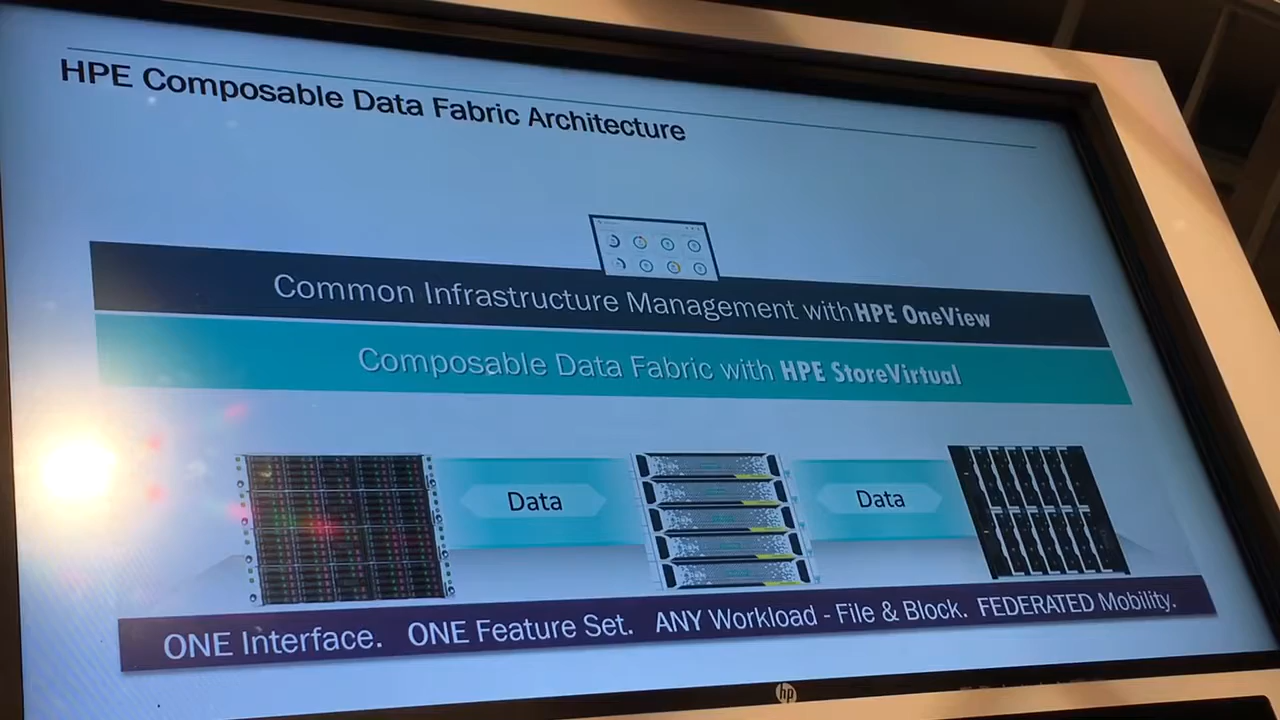 HPE Composable Data Fabric Architecture
Common Infrastructure Management with HPE OneView
Composable Data Fabric with HPE StoreVirtual
Data
Data
ONE Interface. ONE Feature Set. ANY Workload - File & Block. FEDERATED Mobility.
hp